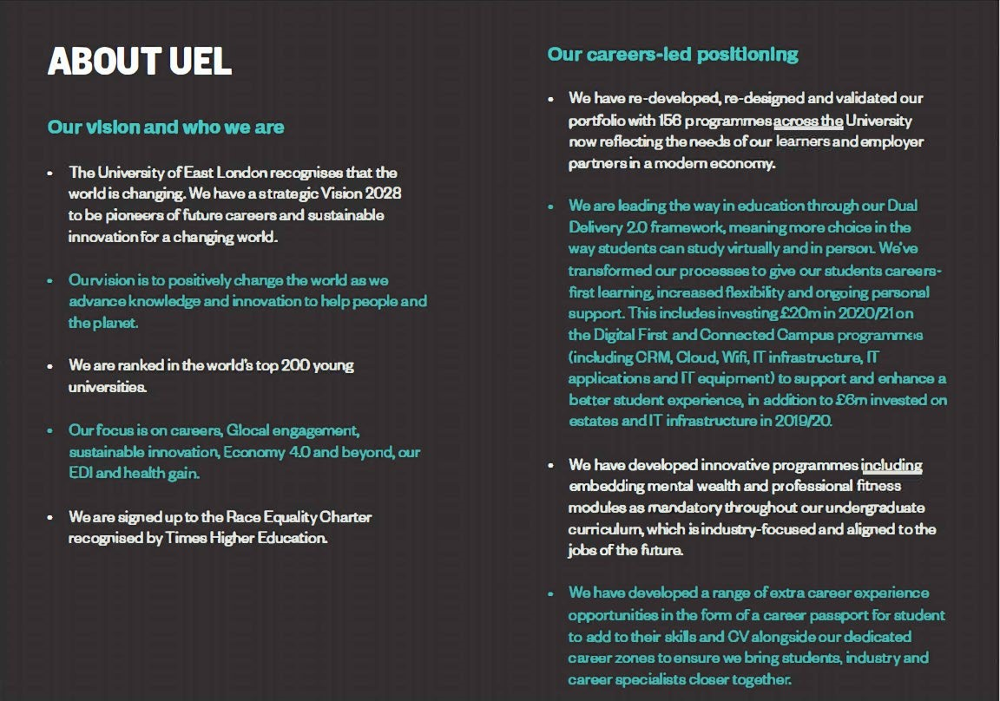 ABOUT UEL
Our vision and who we are
• The University of East London recognises that the
world is changing. We have a strategic Vision 2028
to be pioneers of future careers and sustainable
innovation for a changing world.
• Our vision is to positively change the world as we
advance knowledge and innovation to help people and
the planet.
• We are ranked in the world's top 200 young
universities.
• Our focus is on careers, Glocal engagement,
sustainable innovation, Economy 4.0 and beyond, our
EDI and health gain.
• We are signed up to the Race Equality Charter
recognised by Times Higher Education.
Our careers-led positioning
• We have re-developed, re-designed and validated our
portfolio with 156 programmes across the University
now reflecting the needs of our learners and employer
partners in a modern economy.
• We are leading the way in education through our Dual
Delivery 2.0 framework, meaning more choice in the
way students can study virtually and in person. We've
transformed our processes to give our students careers-
first learning, increased flexibility and ongoing personal
support. This includes investing £20m in 2020/21 on
the Digital First and Connected Campus programmes
(including CRM, Cloud, Wifi, IT infrastructure, IT
applications and IT equipment) to support and enhance a
better student experience, in addition to £6m invested on
estates and IT infrastructure in 2019/20.
• We have developed innovative programmes including
embedding mental wealth and professional fitness
modules as mandatory throughout our undergraduate
curriculum, which is industry-focused and aligned to the
jobs of the future.
• We have developed a range of extra career experience
opportunities in the form of a career passport for student
to add to their skills and CV alongside our dedicated
career zones to ensure we bring students, industry and
career specialists closer together.